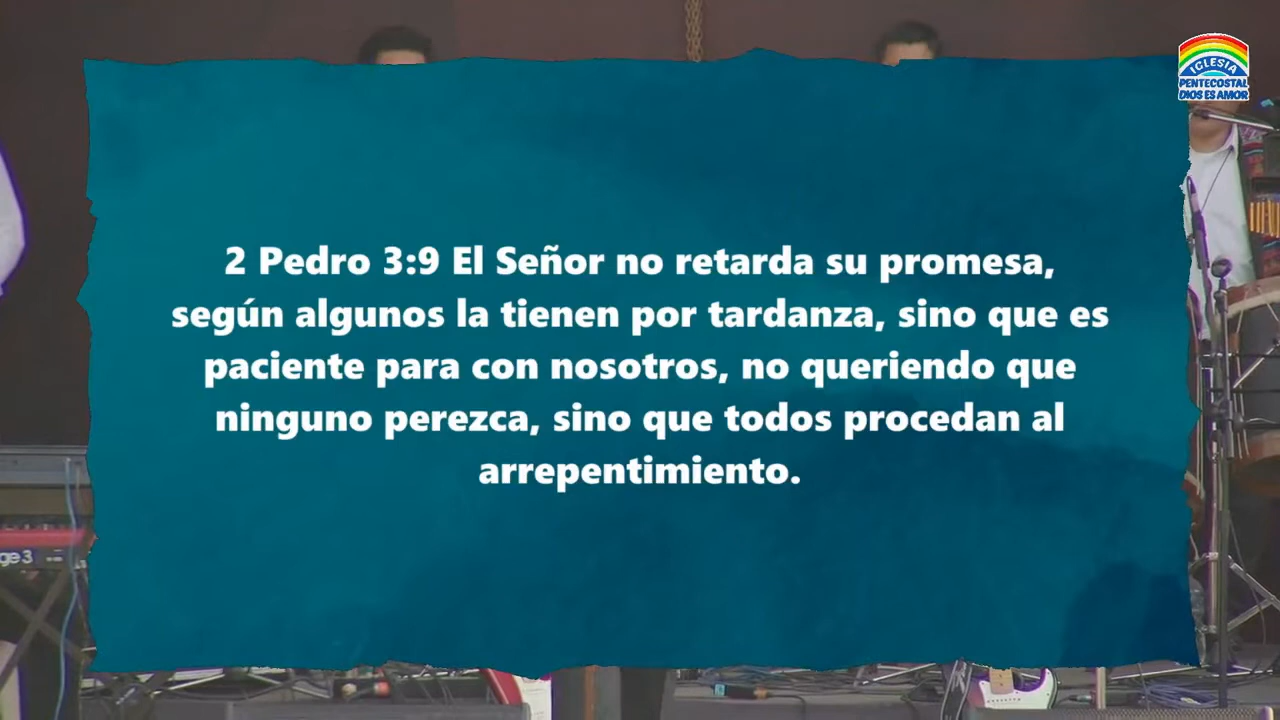 IGLESIA
PENTECOSTAL
DIOS ES AMOR
2 Pedro 3:9 El Señor no retarda su promesa,
según algunos la tienen por tardanza, sino que es
paciente para con nosotros, no queriendo que
ninguno perezca, sino que todos procedan al
arrepentimiento.
ge 3